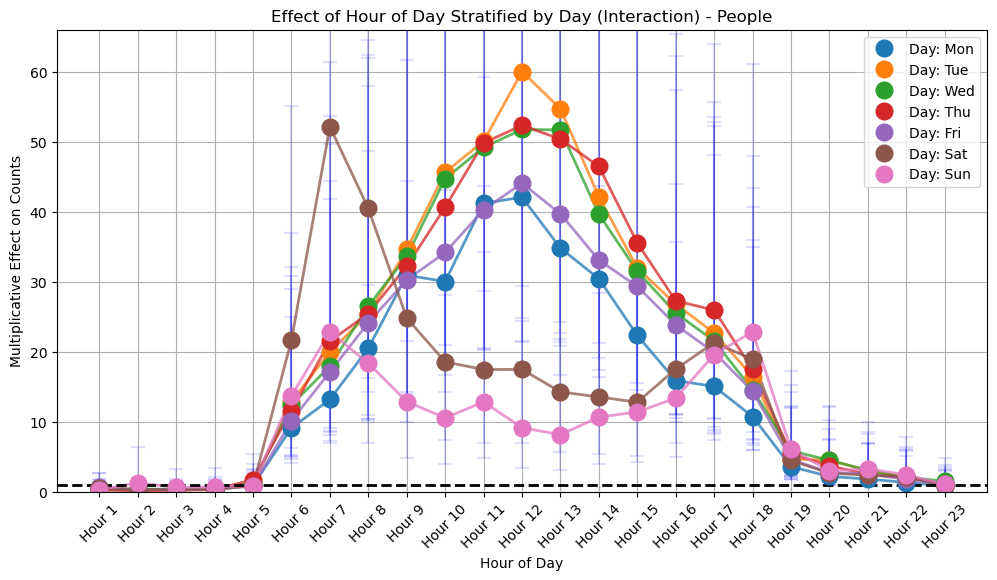 Effect of Hour of Day Stratified by Day (Interaction) - People
Multiplicative Effect on Counts
60
50
40
30
20
10
0
Day: Mon
Day: Tue
Day: Wed
Day: Thu
Day: Fri
Day: Sat
Day: Sun
Hour 1
Hour 2
Hour 3
Hour 4
Hour 5
Hour 6
Hour 7
Hour 8
Hour 9
Hour 10
Hour 11
Hour 12
Hour 13
Hour 14
Hour 15
Hour 16
Hour 17
Hour 18
Hour 19
Hour 20
Hour 21
Hour 22
Hour 23
Hour of Day